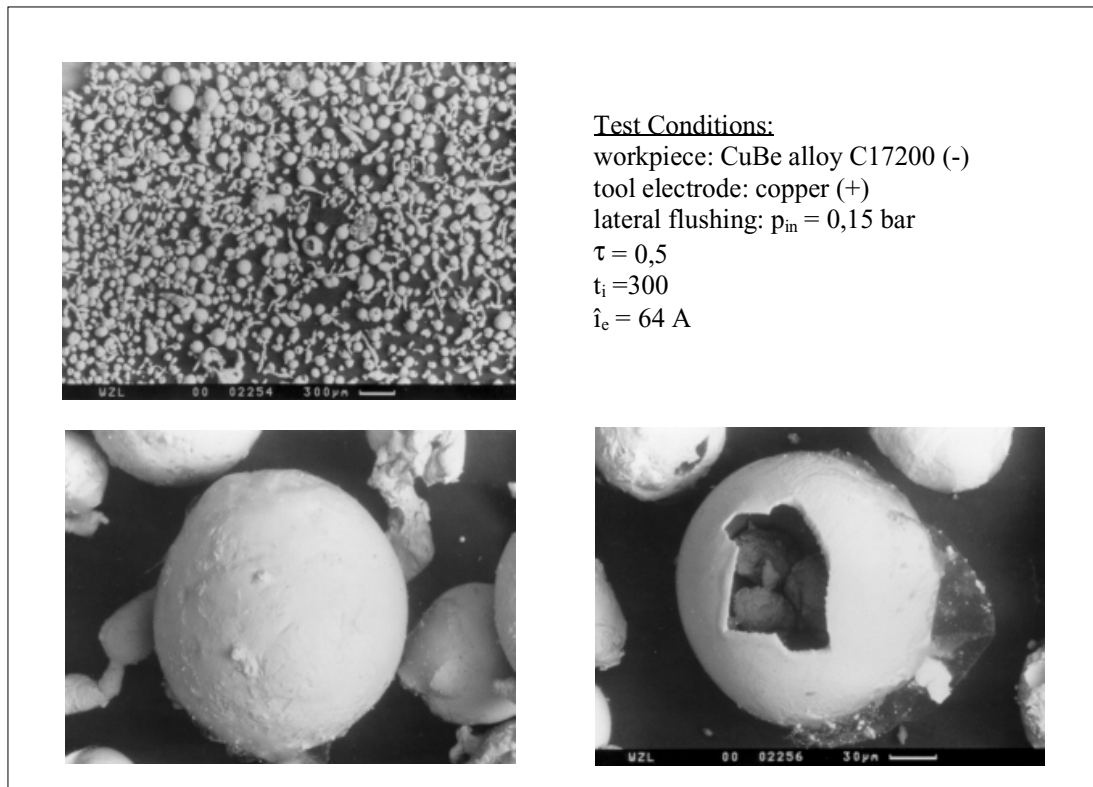 Test Conditions:
workpiece: CuBe alloy C17200 (-)
tool electrode: copper (+)
lateral flushing: pin = 0,15 bar
τ = 0,5
ti =300
îe = 64 A
WZL 00 02254 300µm
WZL 00 02256 30µm